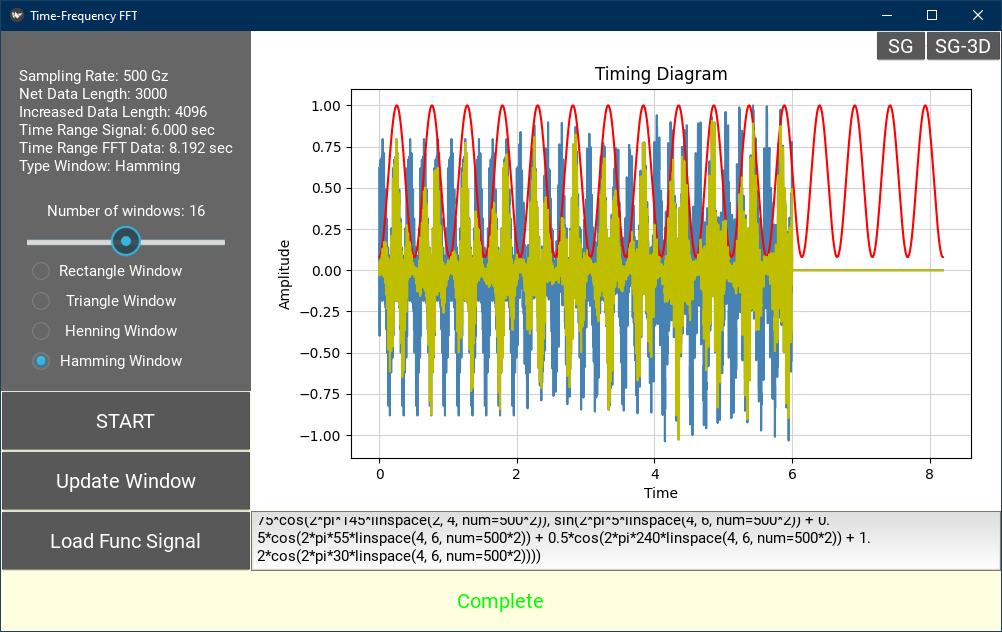 Time-Frequency FFT
SG
SG-3D
Sampling Rate: 500 Gz
Net Data Length: 3000
Increased Data Length: 4096
Time Range Signal: 6.000 sec
Time Range FFT Data: 8.192 sec
Type Window: Hamming
Number of windows: 16
Rectangle Window
Triangle Window
Henning Window
Hamming Window
START
Update Window
Load Func Signal
Timing Diagram
Amplitude
1.00
0.75
0.50
0.25
0.00
−0.25
−0.50
−0.75
−1.00
0
2
4
6
8
Time
75*cos(2*pi*145*linspace(2, 4, num=500*2)), sin(2*pi*5*linspace(4, 6, num=500*2)) + 0.
5*cos(2*pi*55*linspace(4, 6, num=500*2)) + 0.5*cos(2*pi*240*linspace(4, 6, num=500*2)) + 1.
2*cos(2*pi*30*linspace(4, 6, num=500*2))))
Complete